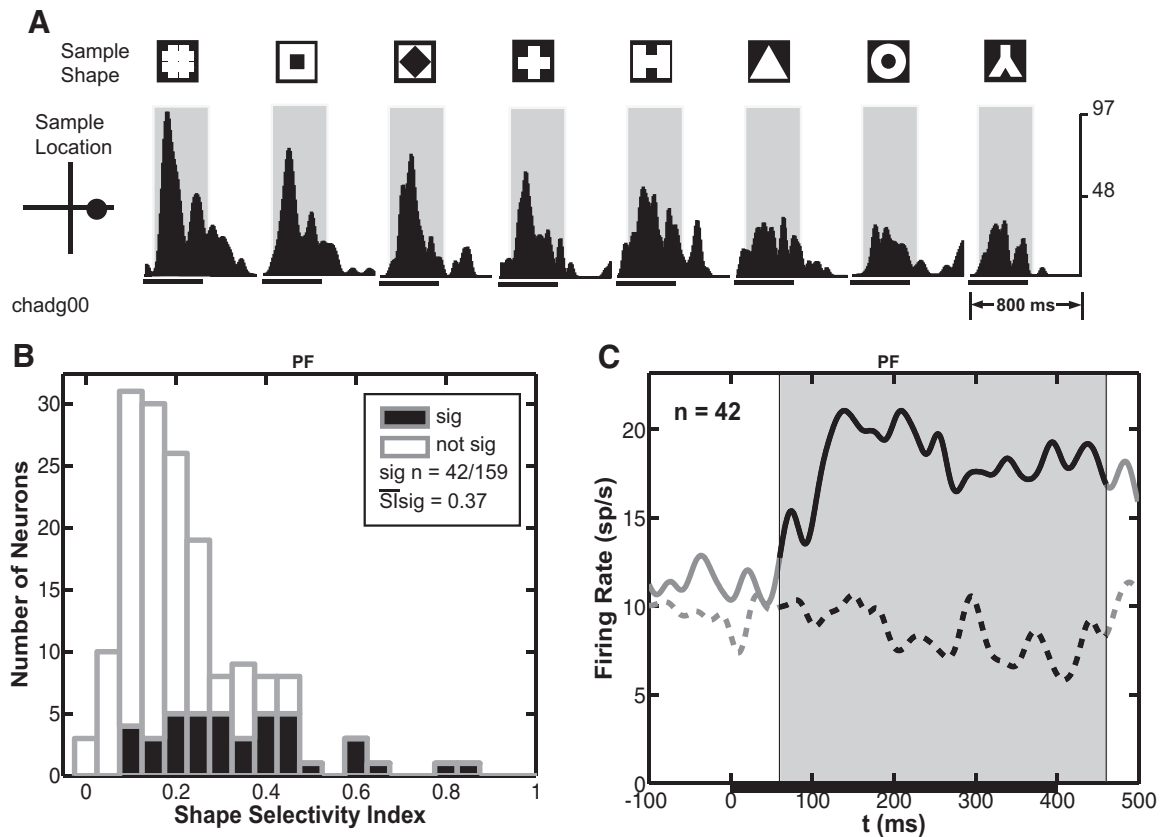 A
Sample
Shape
Sample
Location
97
48
chadg00
800 ms
B
PF
Number of Neurons
30
25
20
15
10
5
0
sig
not sig
sig n = 42/159
SIsig = 0.37
0 0.2 0.4 0.6 0.8 1
Shape Selectivity Index
C
PF
n = 42
Firing Rate (sp/s)
20
15
10
5
0
-100 0 100 200 300 400 500
t (ms)